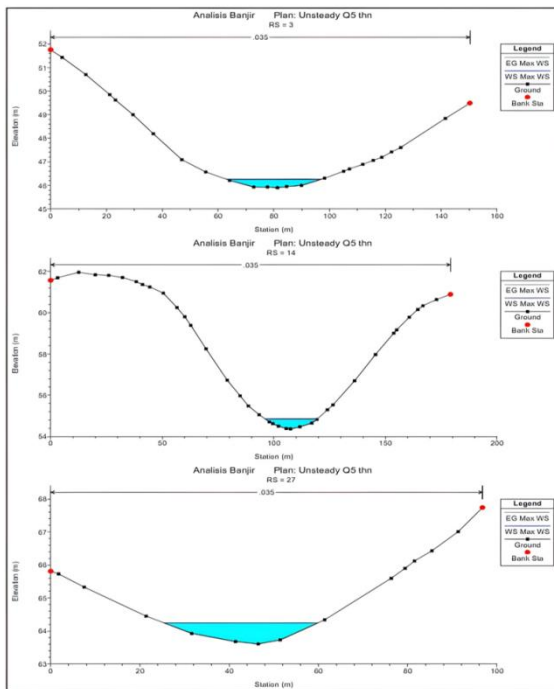 Analisis Banjir Plan: Unsteady Q5 thn
RS = 3
.035
Legend
EG Max WS
WS Max WS
Ground
Bank Sta
Elevation (m)
52
51
50
49
48
47
46
45
0 20 40 60 80 100 120 140 160
Station (m)
Analisis Banjir Plan: Unsteady Q5 thn
RS = 14
.035
Legend
EG Max WS
WS Max WS
Ground
Bank Sta
Elevation (m)
62
60
58
56
54
0 50 100 150 200
Station (m)
Analisis Banjir Plan: Unsteady Q5 thn
RS = 27
.035
Legend
EG Max WS
WS Max WS
Ground
Bank Sta
Elevation (m)
68
67
66
65
64
63
0 20 40 60 80 100
Station (m)